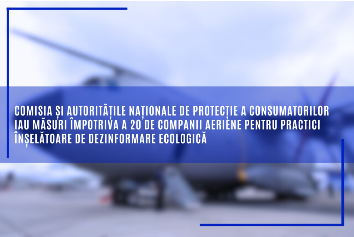 COMISIA ȘI AUTORITĂȚILE NAȚIONALE DE PROTECȚIE A CONSUMATORILOR
IAU MĂSURI ÎMPOTRIVA A 20 DE COMPANII AERIENE PENTRU PRACTICI
ÎNȘELĂTOARE DE DEZINFORMARE ECOLOGICĂ